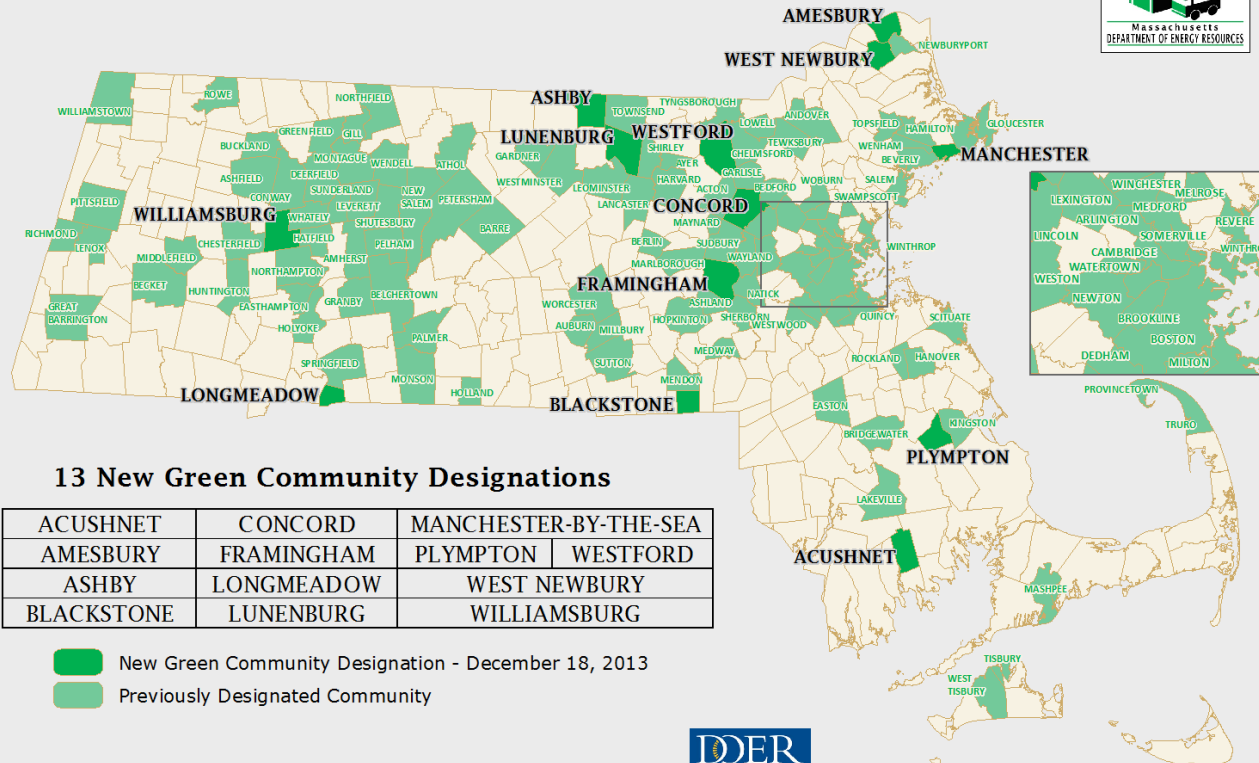 AMESBURY
NEWBURYPORT
WEST NEWBURY
Massachusetts
DEPARTMENT OF ENERGY RESOURCES
WILLIAMSTOWN
ROWE
NORTHFIELD
ASHBY
TOWNSEND
TYNGSBOROUGH
LOWELL
ANDOVER
TOPSFIELD
HAMILTON
GLOUCESTER
GREENFIELD
GILL
LUNENBURG
WESTFORD
TEWKSBURY
BUCKLAND
MONTAGUE
WENDELL
ATHOL
GARDNER
SHIRLEY
CHELMSFORD
WENHAM
BEVERLY
MANCHESTER
DEERFIELD
AYER
CARLISLE
ASHFIELD
SUNDERLAND
NEW
SALEM
WESTMINSTER
LEOMINSTER
HARVARD
ACTON
BEDFORD
WOBURN
SALEM
PITTSFIELD
CONWAY
LEVERETT
PETERSHAM
LANCASTER
CONCORD
SWAMPSCOTT
WILLIAMSBURG
WHATELY
SHUTESBURY
BARRE
MAYNARD
RICHMOND
LENOX
CHESTERFIELD
HATFIELD
PELHAM
BERLIN
SUDBURY
WINTHROP
MIDDLEFIELD
AMHERST
MARLBOROUGH
WAYLAND
NORTHAMPTON
FRAMINGHAM
BECKET
HUNTINGTON
GRANBY
BELCHERTOWN
NATICK
GREAT
BARRINGTON
EASTHAMPTON
WORCESTER
ASHLAND
HOLYOKE
AUBURN
MILLBURY
HOPKINTON
SHERBORN
WESTWOOD
QUINCY
SCITUATE
PALMER
MEDWAY
ROCKLAND
HANOVER
SPRINGFIELD
SUTTON
MONSON
HOLLAND
MENDON
LONGMEADOW
BLACKSTONE
EASTON
KINGSTON
BRIDGEWATER
PLYMPTON
LAKEVILLE
ACUSHNET
MASHPEE
TISBURY
WEST
TISBURY
PROVINCETOWN
TRURO
WINCHESTER
MELROSE
LEXINGTON
MEDFORD
ARLINGTON
REVERE
LINCOLN
SOMERVILLE
WINTHR
CAMBRIDGE
WATERTOWN
WESTON
NEWTON
BROOKLINE
BOSTON
DEDHAM
MILTON
13 New Green Community Designations
ACUSHNET CONCORD MANCHESTER-BY-THE-SEA
AMESBURY FRAMINGHAM PLYMPTON WESTFORD
ASHBY LONGMEADOW WEST NEWBURY
BLACKSTONE LUNENBURG WILLIAMSBURG
New Green Community Designation - December 18, 2013
Previously Designated Community
DOER